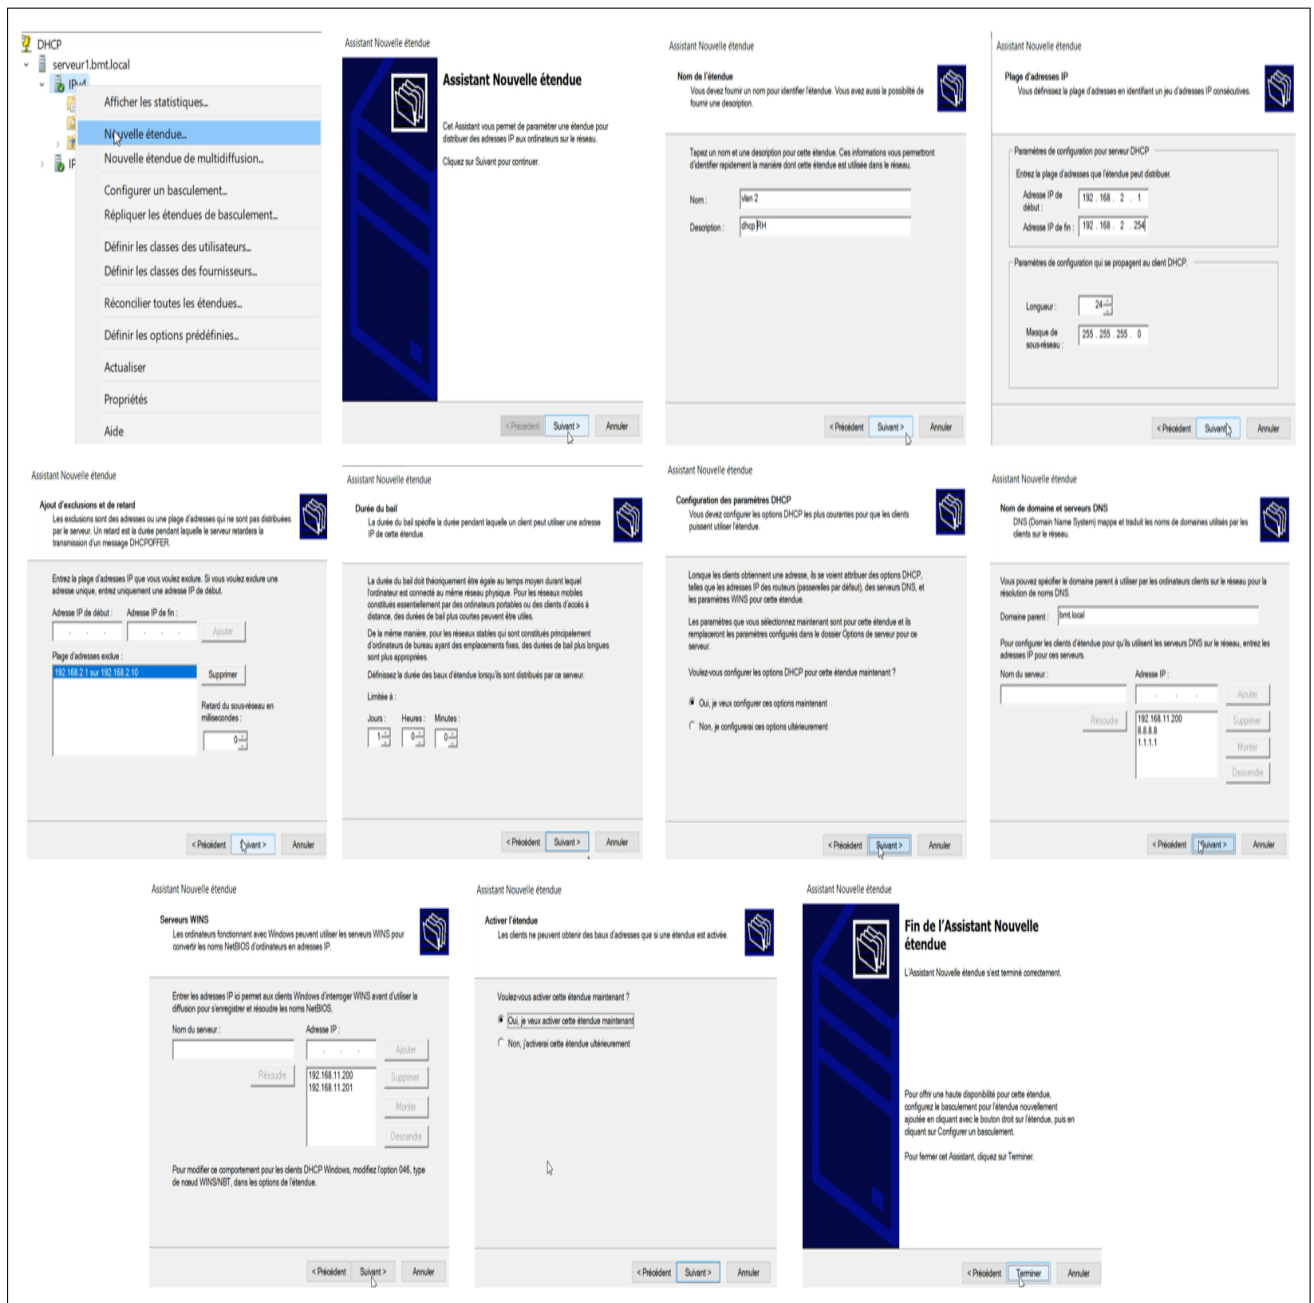 DHCP
serveur1.bmt.local
IPv4
Afficher les statistiques...
Nouvelle étendue...
Nouvelle étendue de multidiffusion...
Configurer un basculement...
Répliquer les étendues de basculement...
Définir les classes des utilisateurs...
Définir les classes des fournisseurs...
Réconcilier toutes les étendues...
Définir les options prédéfinies...
Actualiser
Propriétés
Aide
Assistant Nouvelle étendue
Assistant Nouvelle étendue
Cet Assistant vous permet de paramétrer une étendue pour
distribuer des adresses IP aux ordinateurs sur le réseau.
Cliquez sur Suivant pour continuer.
< Précédent Suivant > Annuler
Assistant Nouvelle étendue
Nom de l'étendue
Vous devez fournir un nom pour identifier l'étendue. Vous avez aussi la possibilité de
fournir une description.
Tapez un nom et une description pour cette étendue. Ces informations vous permettront
d'identifier rapidement la manière dont cette étendue est utilisée dans le réseau.
Nom : vlan 2
Description : dhcp RH
< Précédent Suivant > Annuler
Assistant Nouvelle étendue
Plage d'adresses IP
Vous définissez la plage d'adresses en identifiant un jeu d'adresses IP consécutives.
Paramètres de configuration pour serveur DHCP
Entrez la plage d'adresses que l'étendue peut distribuer.
Adresse IP de
début : 192 . 168 . 2 . 1
Adresse IP de fin : 192 . 168 . 2 . 254
Paramètres de configuration qui se propagent au client DHCP.
Longueur : 24
Masque de
sous-réseau : 255 . 255 . 255 . 0
< Précédent Suivant Annuler
Assistant Nouvelle étendue
Ajout d'exclusions et de retard
Les exclusions sont des adresses ou une plage d'adresses qui ne sont pas distribuées
par le serveur. Un retard est la durée pendant laquelle le serveur retardera la
transmission d'un message DHCPOFFER.
Entrez la plage d'adresses IP que vous voulez exclure. Si vous voulez exclure une
adresse unique, entrez uniquement une adresse IP de début.
Adresse IP de début : Adresse IP de fin :
Ajouter
Plage d'adresses exclue :
192.168.2.1 sur 192.168.2.10 Supprimer
Retard du sous-réseau en
millisecondes :
0
< Précédent Suivant > Annuler
Assistant Nouvelle étendue
Durée du bail
La durée du bail spécifie la durée pendant laquelle un client peut utiliser une adresse
IP de cette étendue.
La durée du bail doit théoriquement être égale au temps moyen durant lequel
l'ordinateur est connecté au même réseau physique. Pour les réseaux mobiles
constitués essentiellement par des ordinateurs portables ou des clients d'accès à
distance, des durées de bail plus courtes peuvent être utiles.
De la même manière, pour les réseaux stables qui sont constitués principalement
d'ordinateurs de bureau ayant des emplacements fixes, des durées de bail plus longues
sont plus appropriées.
Définissez la durée des baux d'étendue lorsqu'ils sont distribués par ce serveur.
Limitée à :
Jours : Heures : Minutes :
1 0 0
< Précédent Suivant > Annuler
Assistant Nouvelle étendue
Configuration des paramètres DHCP
Vous devez configurer les options DHCP les plus courantes pour que les clients
puissent utiliser l'étendue.
Lorsque les clients obtiennent une adresse, ils se voient attribuer des options DHCP,
telles que les adresses IP des routeurs (passerelles par défaut), des serveurs DNS, et
les paramètres WINS pour cette étendue.
Les paramètres que vous sélectionnez maintenant sont pour cette étendue et ils
remplaceront les paramètres configurés dans le dossier Options de serveur pour ce
serveur.
Voulez-vous configurer les options DHCP pour cette étendue maintenant ?
Oui, je veux configurer ces options maintenant
Non, je configurerai ces options ultérieurement
< Précédent Suivant > Annuler
Assistant Nouvelle étendue
Nom de domaine et serveurs DNS
DNS (Domain Name System) mappe et traduit les noms de domaines utilisés par les
clients sur le réseau.
Vous pouvez spécifier le domaine parent à utiliser par les ordinateurs clients sur le réseau pour la
résolution de noms DNS.
Domaine parent : bmt.local
Pour configurer les clients d'étendue pour qu'ils utilisent les serveurs DNS sur le réseau, entrez les
adresses IP pour ces serveurs.
Nom du serveur : Adresse IP :
Ajouter
Résoudre 192.168.11.200 Supprimer
8.8.8.8
1.1.1.1 Monter
Descendre
< Précédent Suivant > Annuler
Assistant Nouvelle étendue
Serveurs WINS
Les ordinateurs fonctionnant avec Windows peuvent utiliser les serveurs WINS pour
convertir les noms NetBIOS d'ordinateurs en adresses IP.
Entrer les adresses IP ici permet aux clients Windows d'interroger WINS avant d'utiliser la
diffusion pour s'enregistrer et résoudre les noms NetBIOS.
Nom du serveur : Adresse IP :
Ajouter
Résoudre 192.168.11.200 Supprimer
192.168.11.201
Monter
Descendre
Pour modifier ce comportement pour les clients DHCP Windows, modifiez l'option 046, type
de nœud WINS/NBT, dans les options de l'étendue.
< Précédent Suivant > Annuler
Assistant Nouvelle étendue
Activer l'étendue
Les clients ne peuvent obtenir des baux d'adresses que si une étendue est activée.
Voulez-vous activer cette étendue maintenant ?
Oui, je veux activer cette étendue maintenant
Non, j'activerai cette étendue ultérieurement
< Précédent Suivant > Annuler
Assistant Nouvelle étendue
Fin de l'Assistant Nouvelle
étendue
L'Assistant Nouvelle étendue s'est terminé correctement.
Pour offrir une haute disponibilité pour cette étendue,
configurez le basculement pour l'étendue nouvellement
ajoutée en cliquant avec le bouton droit sur l'étendue, puis en
cliquant sur Configurer un basculement.
Pour fermer cet Assistant, cliquez sur Terminer.
< Précédent Terminer Annuler